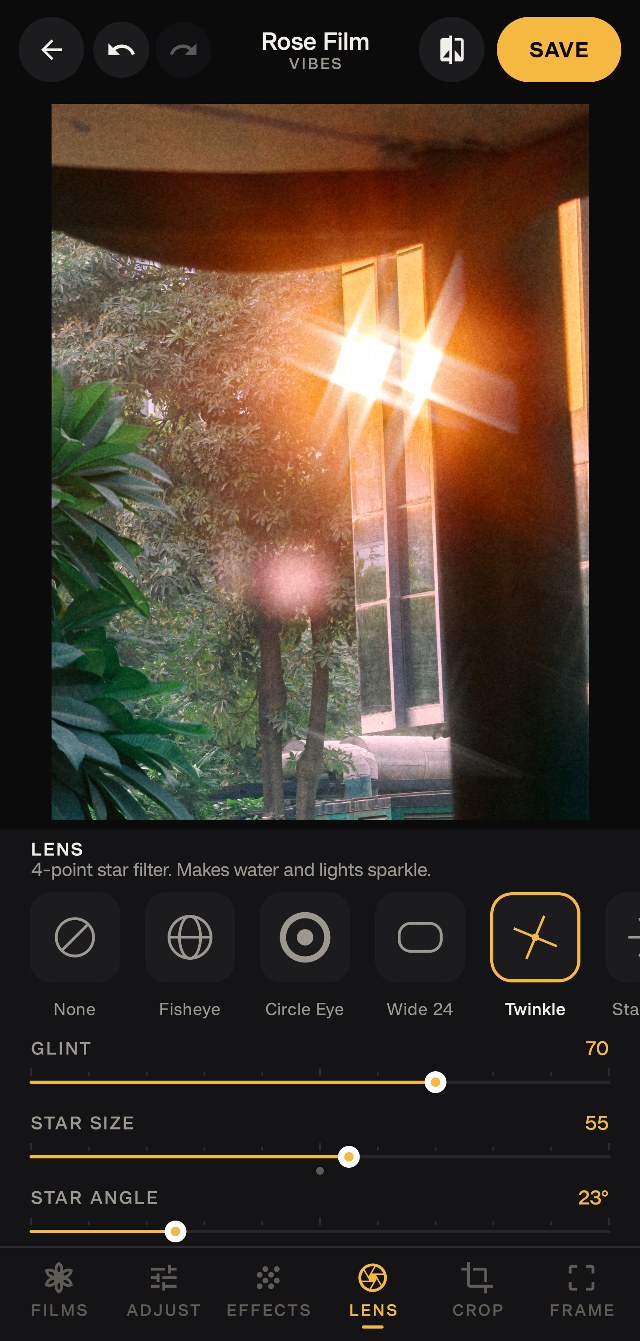 Rose Film
VIBES
SAVE
LENS
4-point star filter. Makes water and lights sparkle.
None
Fisheye
Circle Eye
Wide 24
Twinkle
Sta
GLINT
70
STAR SIZE
55
STAR ANGLE
23°
FILMS
ADJUST
EFFECTS
LENS
CROP
FRAME